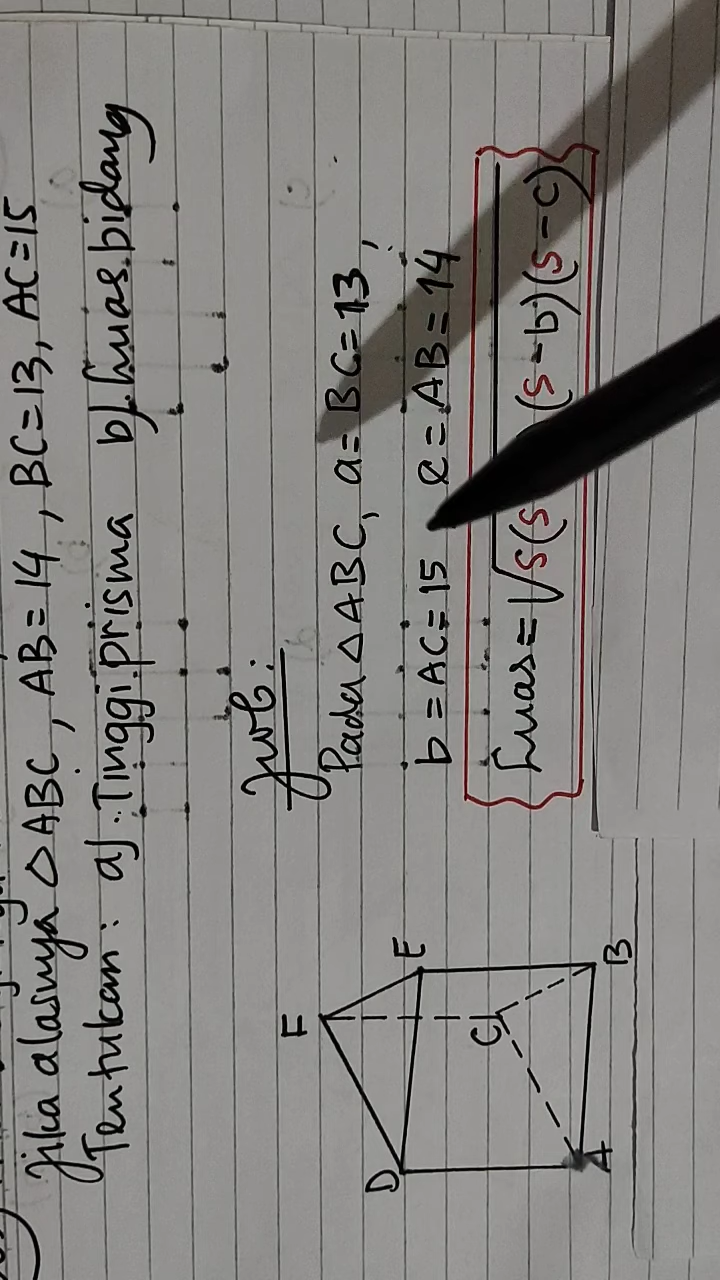 jika alasnya △ABC, AB=14, BC=13, AC=15
Tentukan: a). Tinggi prisma b). Luas bidang
Jwb:
Pada △ABC, a=BC=13,
b=AC=15 c=AB=14
Luas=√s(s )(s-b)(s-c)
F
E
D
C
B
A